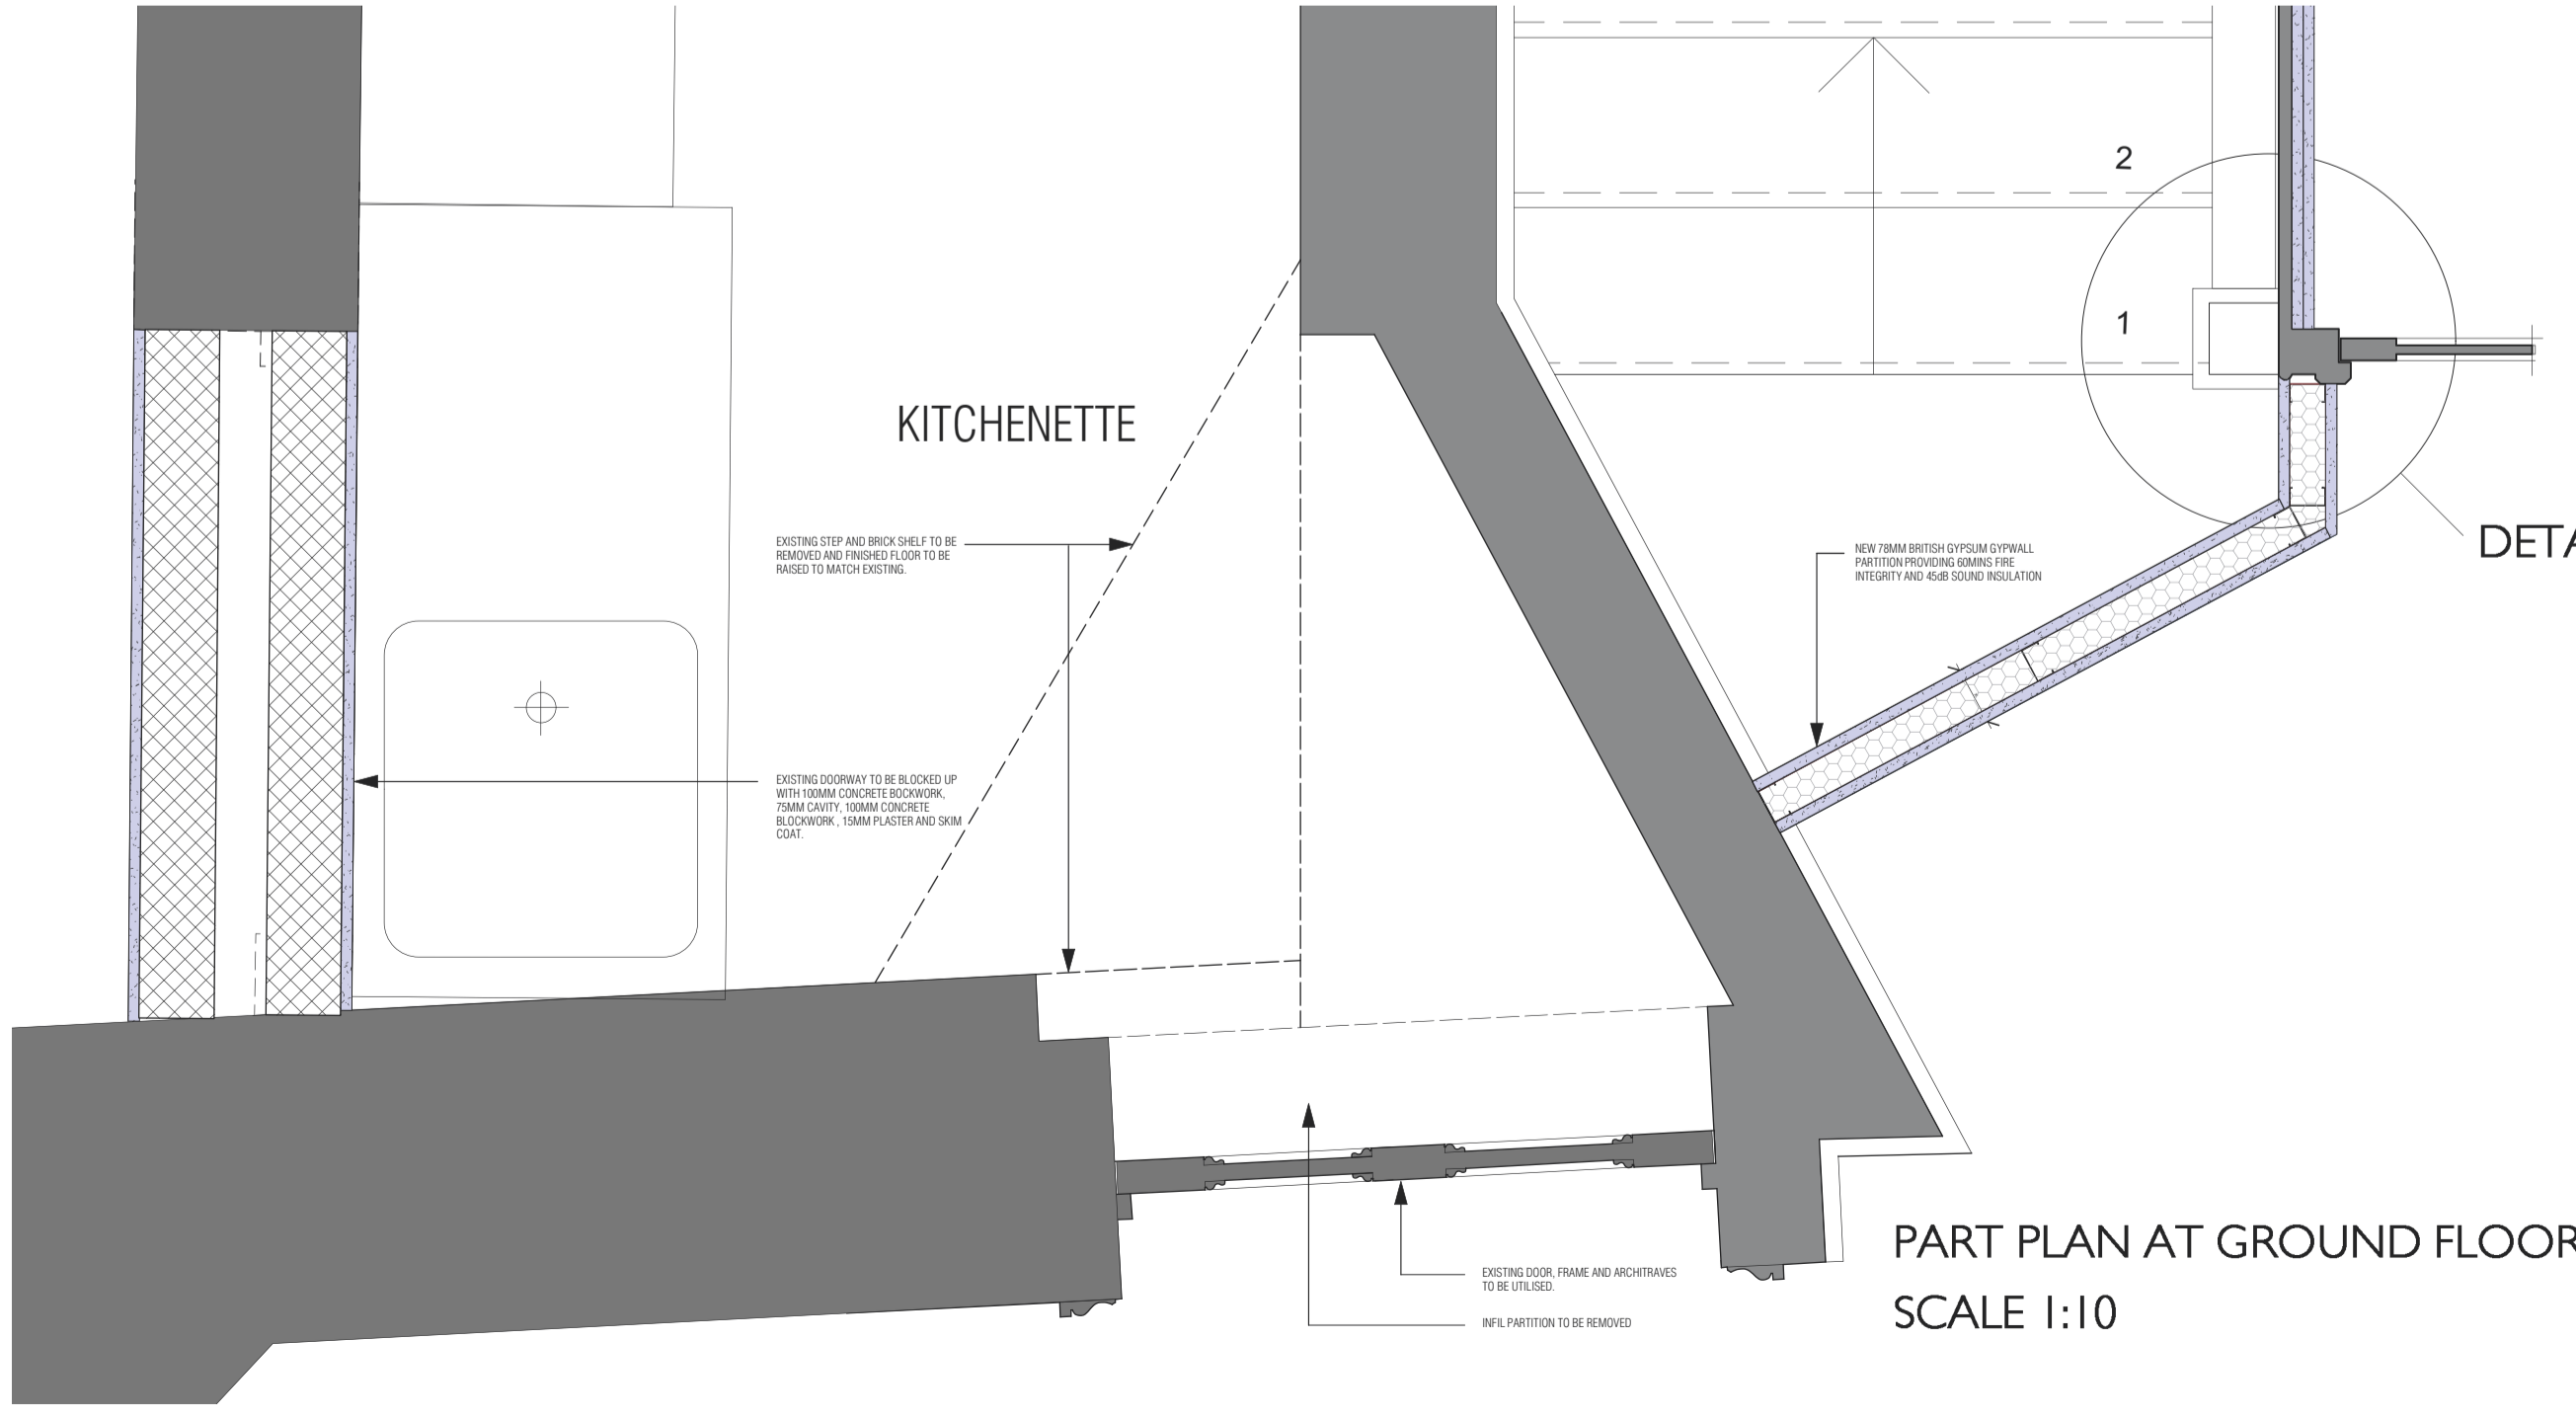 2
1
KITCHENETTE
EXISTING STEP AND BRICK SHELF TO BE
REMOVED AND FINISHED FLOOR TO BE
RAISED TO MATCH EXISTING.
NEW 78MM BRITISH GYPSUM GYPWALL
PARTITION PROVIDING 60MINS FIRE
INTEGRITY AND 45dB SOUND INSULATION
DETA
EXISTING DOORWAY TO BE BLOCKED UP
WITH 100MM CONCRETE BOCKWORK,
75MM CAVITY, 100MM CONCRETE
BLOCKWORK , 15MM PLASTER AND SKIM
COAT.
EXISTING DOOR, FRAME AND ARCHITRAVES
TO BE UTILISED.
INFIL PARTITION TO BE REMOVED
PART PLAN AT GROUND FLOOR
SCALE 1:10